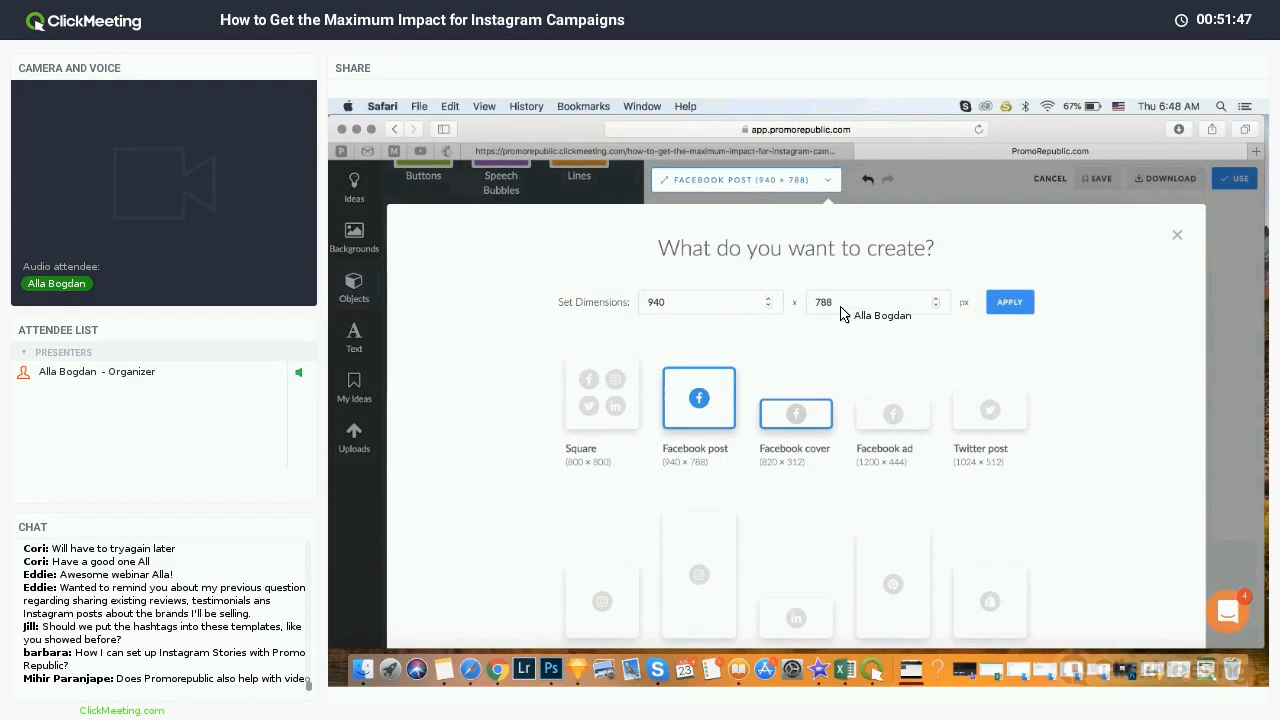 ClickMeeting
How to Get the Maximum Impact for Instagram Campaigns
00:51:47
CAMERA AND VOICE
Audio attendee:
Alla Bogdan
ATTENDEE LIST
PRESENTERS
Alla Bogdan - Organizer
CHAT
Cori: Will have to tryagain later
Cori: Have a good one All
Eddie: Awesome webinar Alla!
Eddie: Wanted to remind you about my previous question
regarding sharing existing reviews, testimonials ans
Instagram posts about the brands I'll be selling.
Jill: Should we put the hashtags into these templates, like
you showed before?
barbara: How I can set up Instagram Stories with Promo
Republic?
Mihir Paranjape: Does Promorepublic also help with video
ClickMeeting.com
SHARE
Safari File Edit View History Bookmarks Window Help
67% Thu 6:48 AM
app.promorepublic.com
https://promorepublic.clickmeeting.com/how-to-get-the-maximum-impact-for-instagram-cam...
PromoRepublic.com
Ideas
Backgrounds
Objects
Text
My Ideas
Uploads
Buttons
Speech
Bubbles
Lines
FACEBOOK POST (940 × 788)
CANCEL
SAVE
DOWNLOAD
USE
What do you want to create?
Set Dimensions: 940 x 788 px APPLY
Alla Bogdan
Square
(800 × 800)
Facebook post
(940 × 788)
Facebook cover
(820 × 312)
Facebook ad
(1200 × 444)
Twitter post
(1024 × 512)
4
Lr
Ps
23